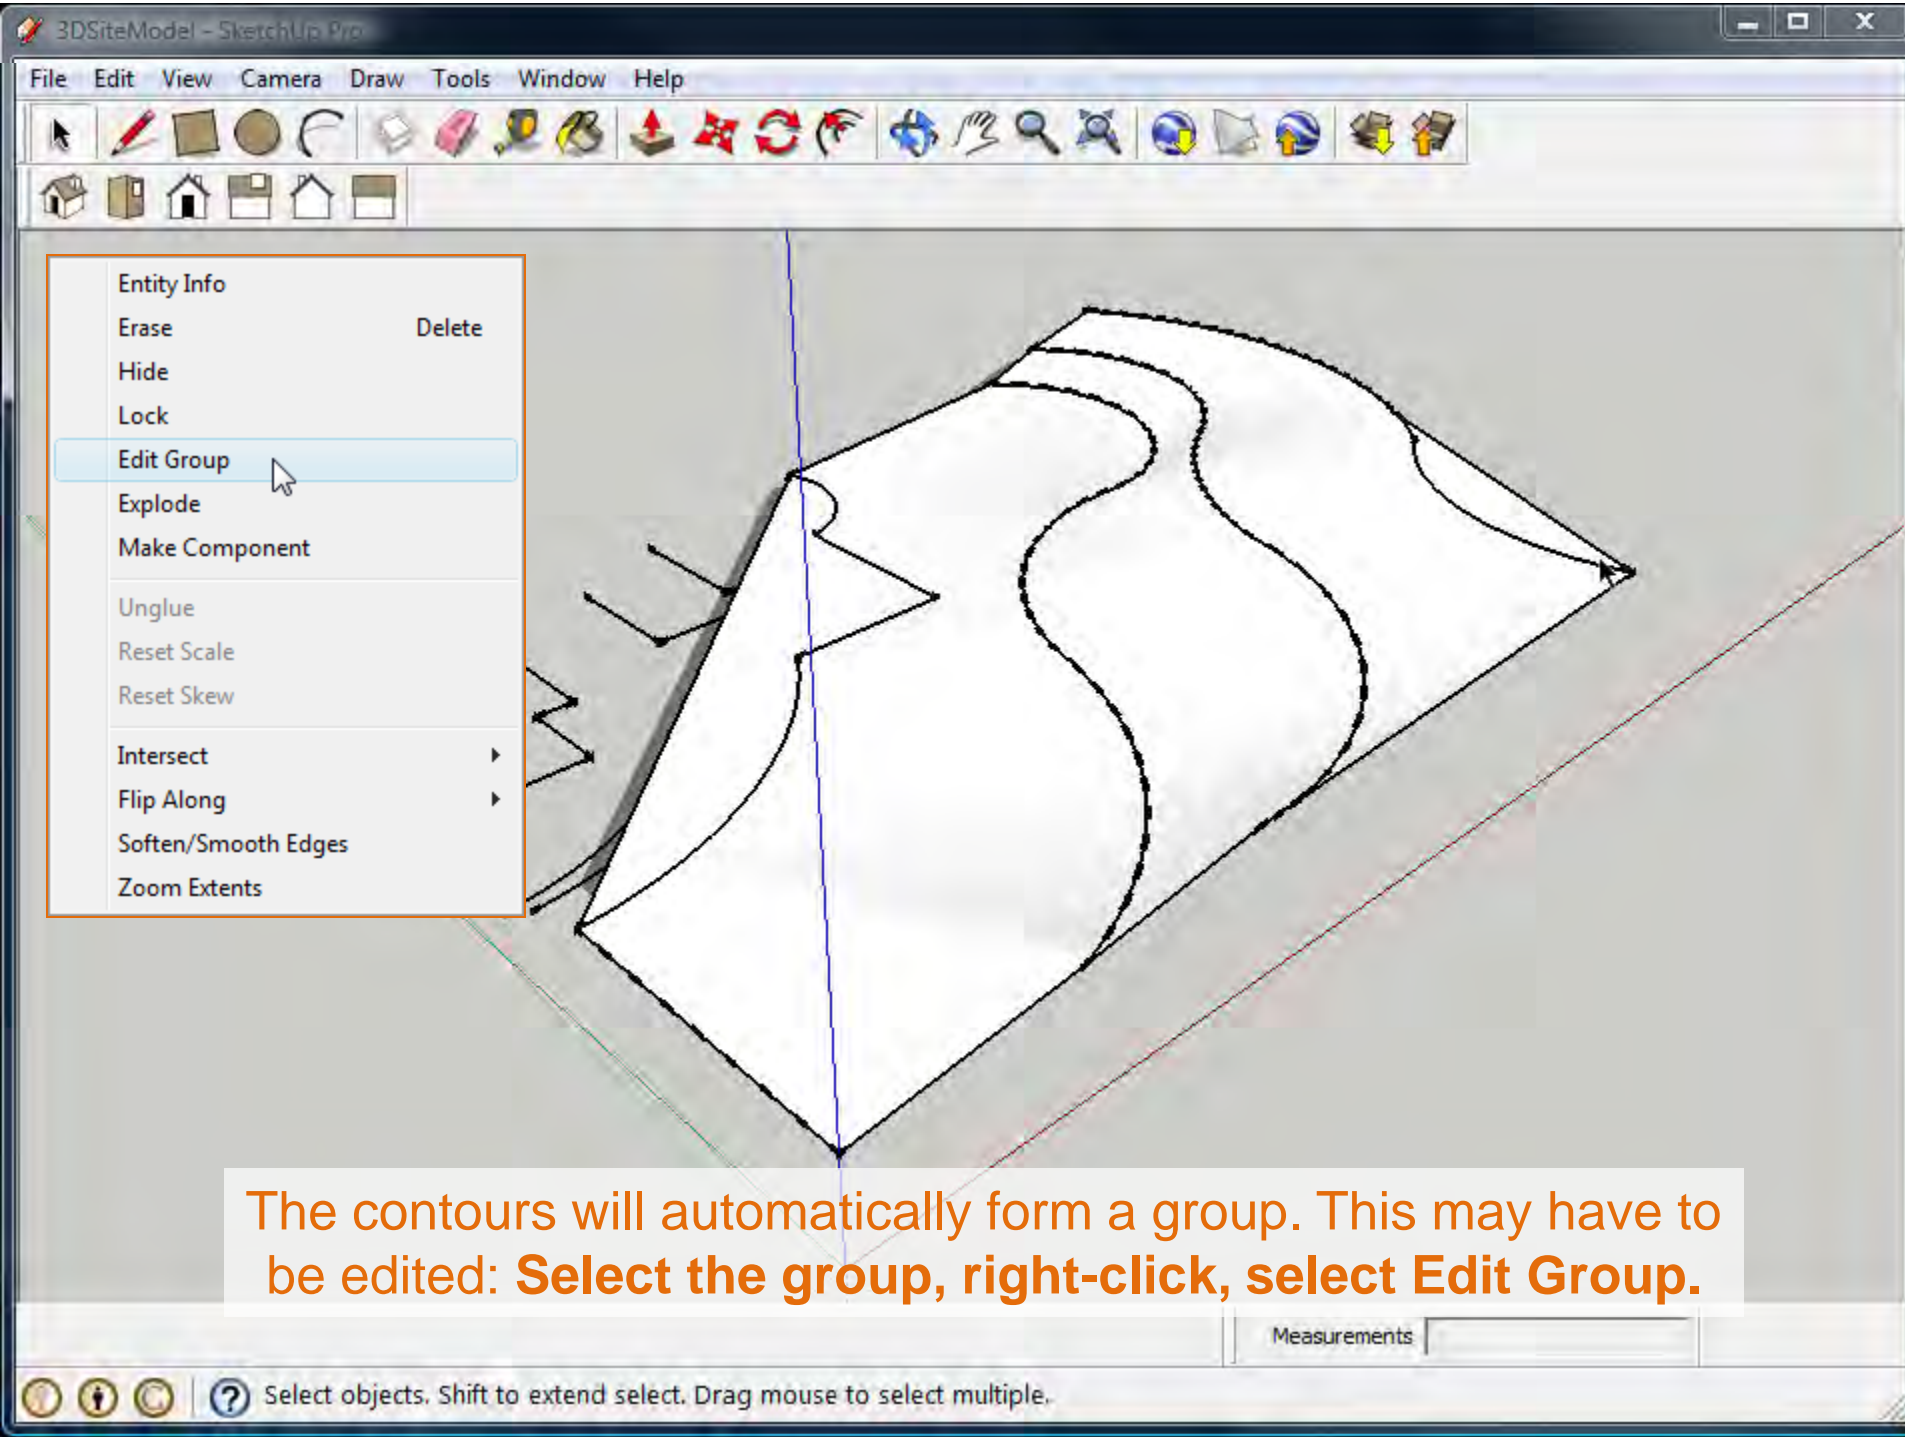 3DSiteModel - SketchUp Pro
File Edit View Camera Draw Tools Window Help
Entity Info
Erase Delete
Hide
Lock
Edit Group
Explode
Make Component
Unglue
Reset Scale
Reset Skew
Intersect
Flip Along
Soften/Smooth Edges
Zoom Extents
The contours will automatically form a group. This may have to
be edited: Select the group, right-click, select Edit Group.
Measurements
Select objects. Shift to extend select. Drag mouse to select multiple.